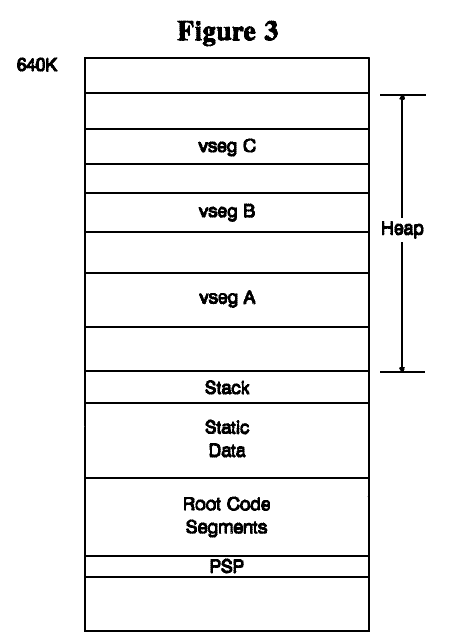 Figure 3
640K
vseg C
vseg B
Heap
vseg A
Stack
Static
Data
Root Code
Segments
PSP